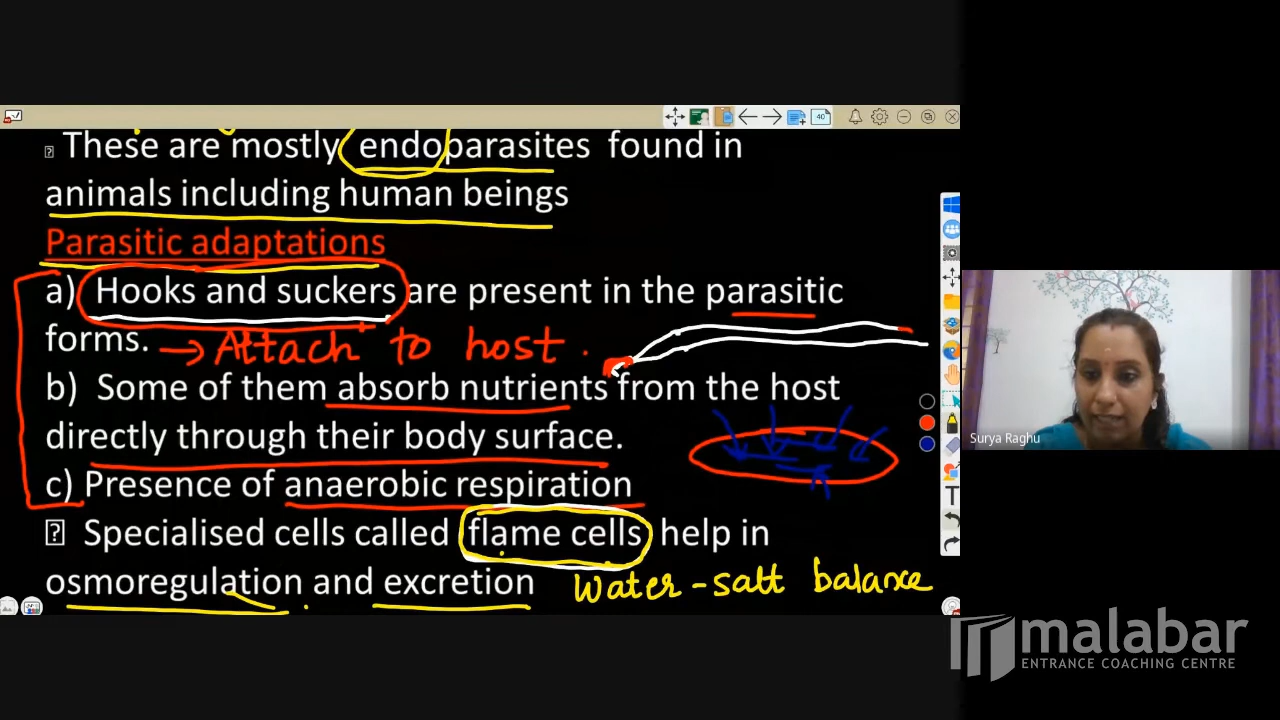 These are mostly endoparasites found in
animals including human beings
Parasitic adaptations
a) Hooks and suckers are present in the parasitic
forms. → Attach to host.
b) Some of them absorb nutrients from the host
directly through their body surface.
c) Presence of anaerobic respiration
Specialised cells called flame cells help in
osmoregulation and excretion Water-salt balance
40
T
Surya Raghu
malabar
ENTRANCE COACHING CENTRE